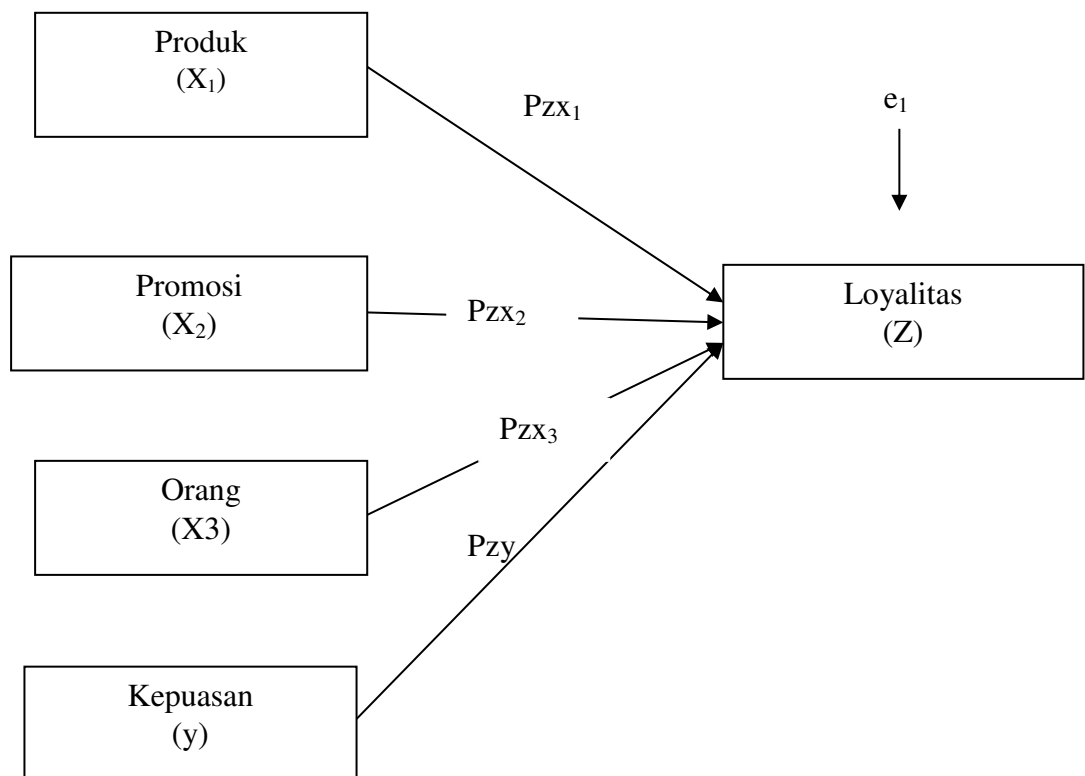 Produk
(X₁)
Pzx₁
e₁
Promosi
(X₂)
Pzx₂
Loyalitas
(Z)
Pzx₃
Orang
(X3)
Pzy
Kepuasan
(y)